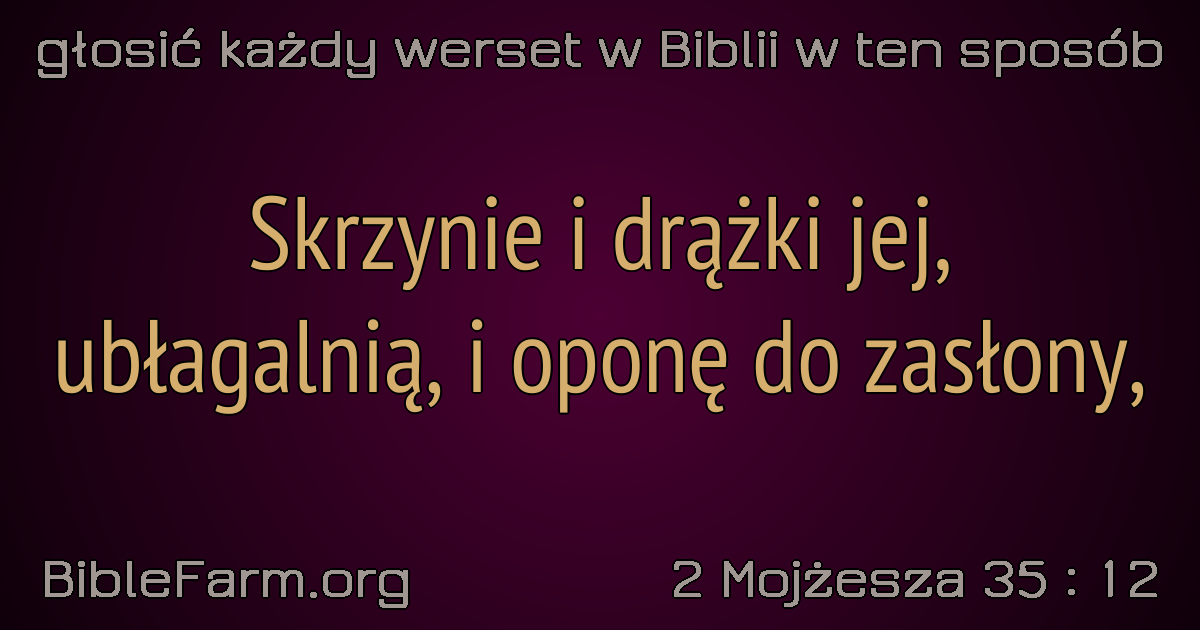 głosić każdy werset w Biblii w ten sposób
Skrzynie i drążki jej,
ubłagalnią, i oponę do zasłony,
BibleFarm.org
2 Mojżesza 35 : 12